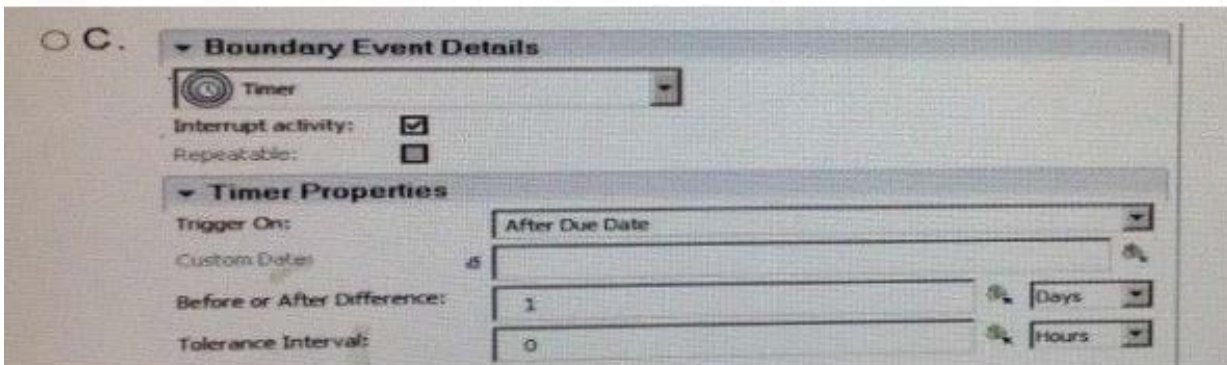 C.
Boundary Event Details
Timer
Interrupt activity:
Repeatable:
Timer Properties
Trigger On: After Due Date
Custom Date:
Before or After Difference: 1 Days
Tolerance Interval: 0 Hours